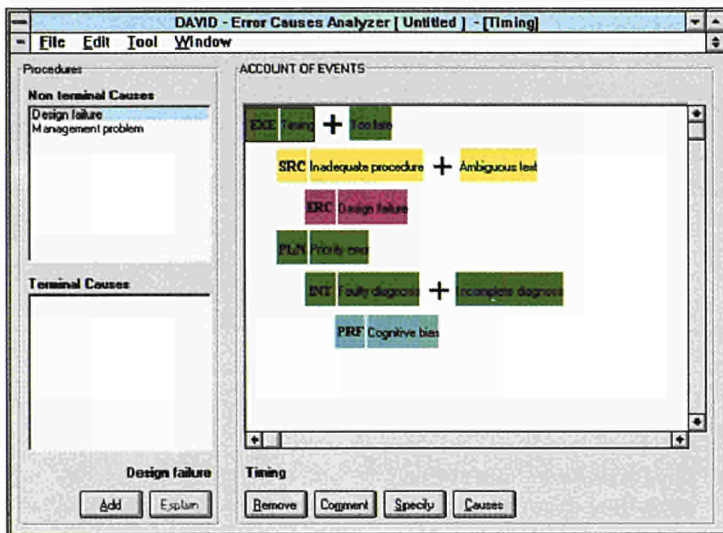 DAVID - Error Causes Analyzer [ Untitled ] - [Timing]
File Edit Tool Window
Procedures
Non terminal Causes
Design failure
Management problem
Terminal Causes
Design failure
Add Explain
ACCOUNT OF EVENTS
EXE Timing + Too late
SRC Inadequate procedure + Ambiguous text
ERC Design failure
PLN Priority error
INT Faulty diagnosis + Incomplete diagnosis
PRF Cognitive bias
Timing
Remove Comment Specify Causes